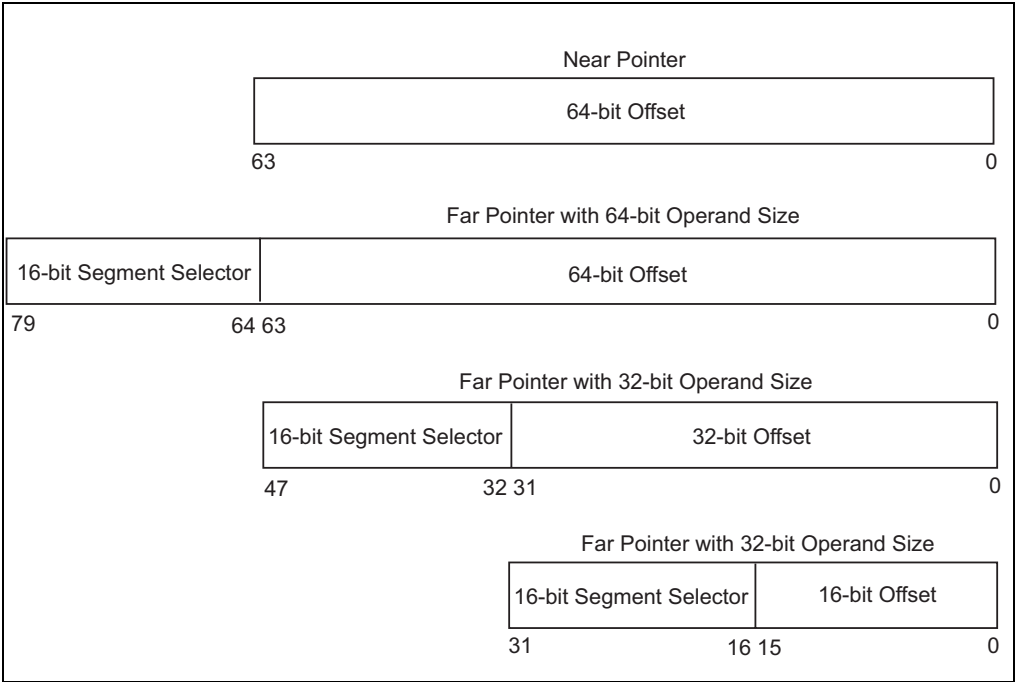 Near Pointer
64-bit Offset
63 0
Far Pointer with 64-bit Operand Size
16-bit Segment Selector 64-bit Offset
79 64 63 0
Far Pointer with 32-bit Operand Size
16-bit Segment Selector 32-bit Offset
47 32 31 0
Far Pointer with 32-bit Operand Size
16-bit Segment Selector 16-bit Offset
31 16 15 0